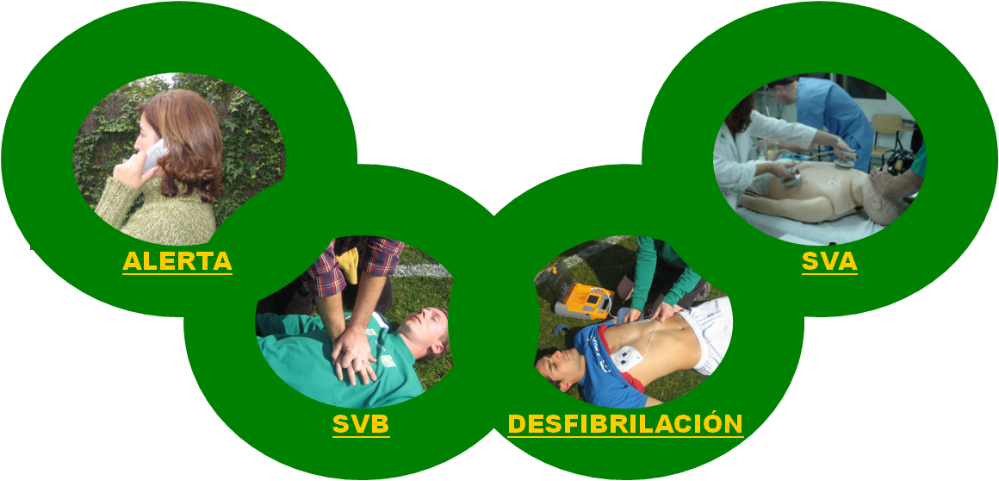 ALERTA
SVB
DESFIBRILACIÓN
SVA